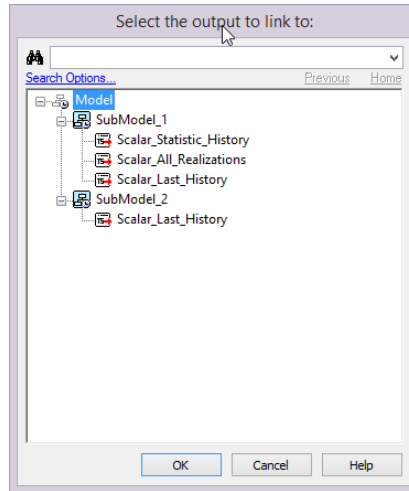 Select the output to link to:
Search Options... Previous Home
Model
SubModel_1
Scalar_Statistic_History
Scalar_All_Realizations
Scalar_Last_History
SubModel_2
Scalar_Last_History
OK Cancel Help